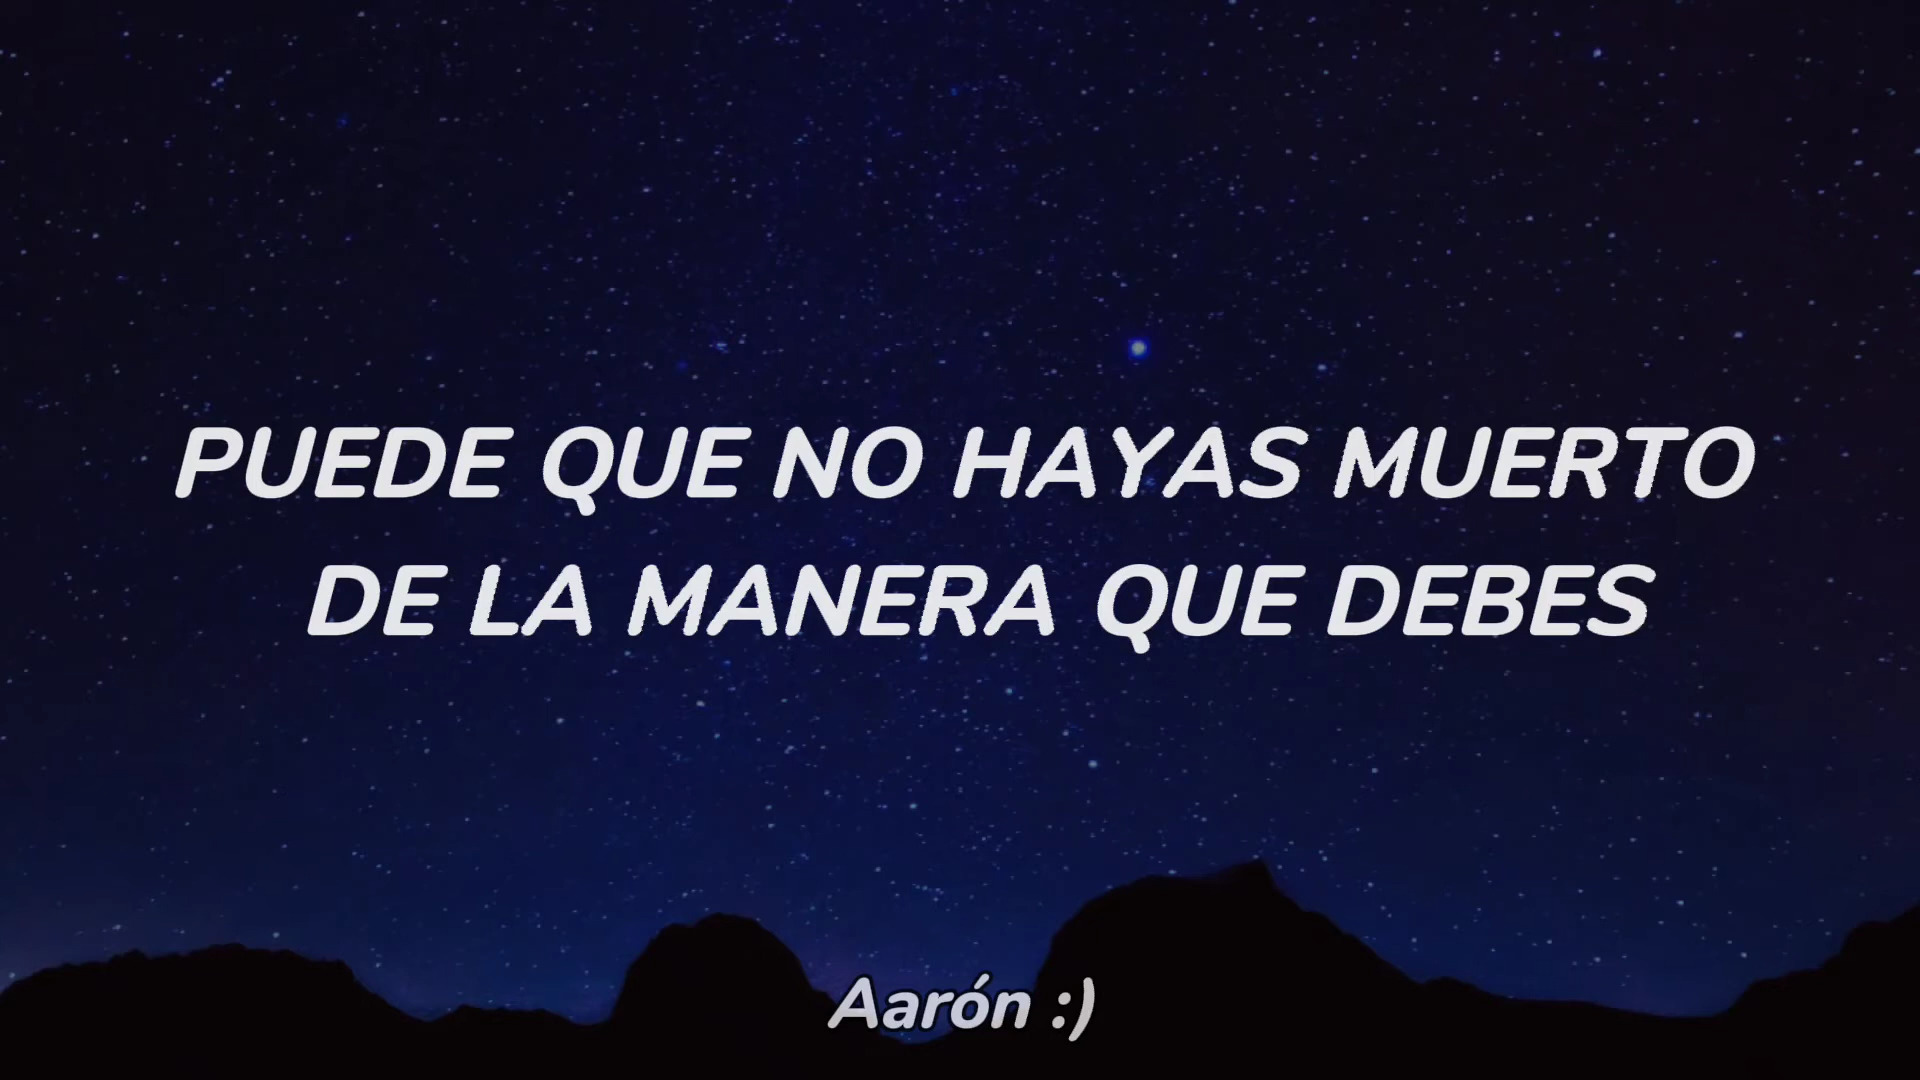 PUEDE QUE NO HAYAS MUERTO
DE LA MANERA QUE DEBES
Aarón :)